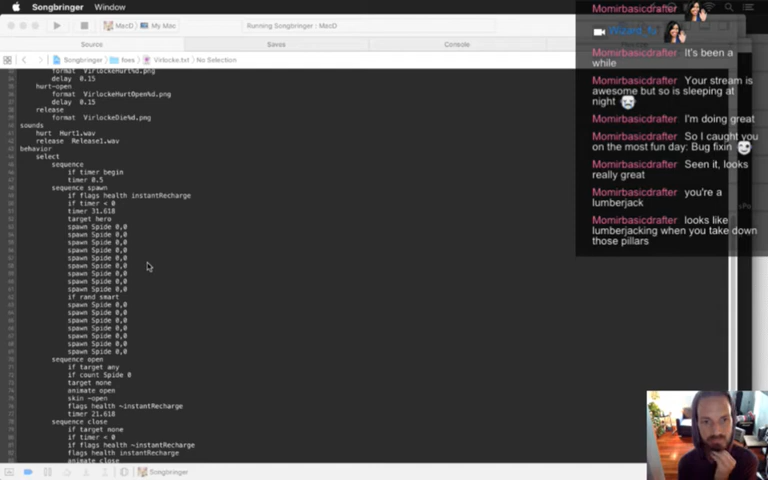 Songbringer Window
MacD My Mac Running Songbringer : MacD
Source Saves Console
Songbringer foes Virlocke.txt No Selection
format VirlockeHurt%d.png
delay 0.15
hurt-open
format VirlockeHurtOpen%d.png
delay 0.15
release
format VirlockeDie%d.png
sounds
hurt Hurt1.wav
release Release1.wav
behavior
select
sequence
if timer begin
timer 0.5
sequence spawn
if flags health instantRecharge
if timer < 0
timer 31.618
target hero
spawn Spide 0,0
spawn Spide 0,0
spawn Spide 0,0
spawn Spide 0,0
spawn Spide 0,0
spawn Spide 0,0
spawn Spide 0,0
spawn Spide 0,0
spawn Spide 0,0
if rand smart
spawn Spide 0,0
spawn Spide 0,0
spawn Spide 0,0
spawn Spide 0,0
spawn Spide 0,0
spawn Spide 0,0
spawn Spide 0,0
sequence open
if target any
if count Spide 0
target none
animate open
skin -open
flags health ~instantRecharge
timer 21.618
sequence close
if target none
if timer < 0
if flags health ~instantRecharge
flags health instantRecharge
animate close
Songbringer
Momirbasicdrafter
Momirbasicdrafter It's been a
while
Momirbasicdrafter Your stream is
awesome but so is sleeping at
night
Momirbasicdrafter I'm doing great
Momirbasicdrafter So I caught you
on the most fun day: Bug fixin
Momirbasicdrafter Seen it, looks
really great
Momirbasicdrafter you're a
lumberjack
Momirbasicdrafter looks like
lumberjacking when you take down
those pillars